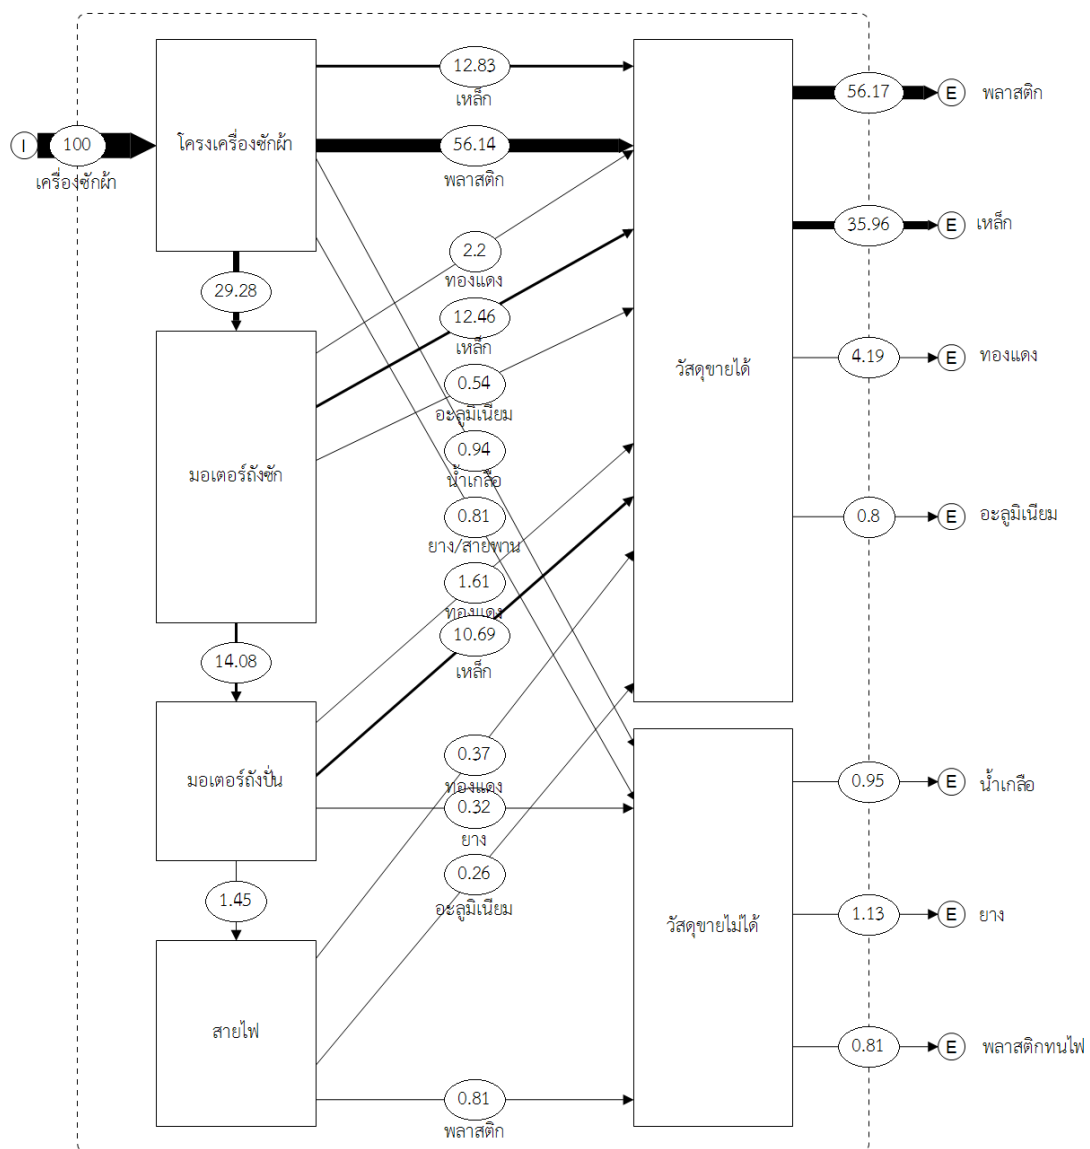 12.83
เหล็ก
I
100
เครื่องซักผ้า
โครงเครื่องซักผ้า
56.14
พลาสติก
56.17
E
พลาสติก
35.96
E
เหล็ก
2.2
ทองแดง
29.28
12.46
เหล็ก
0.54
อะลูมิเนียม
วัสดุขายได้
4.19
E
ทองแดง
มอเตอร์ถังซัก
0.94
น้ำเกลือ
0.81
ยาง/สายพาน
0.8
E
อะลูมิเนียม
1.61
ทองแดง
10.69
เหล็ก
14.08
มอเตอร์ถังปั่น
0.37
ทองแดง
0.32
ยาง
0.26
อะลูมิเนียม
0.95
E
น้ำเกลือ
1.45
วัสดุขายไม่ได้
1.13
E
ยาง
สายไฟ
0.81
E
พลาสติกทนไฟ
0.81
พลาสติก